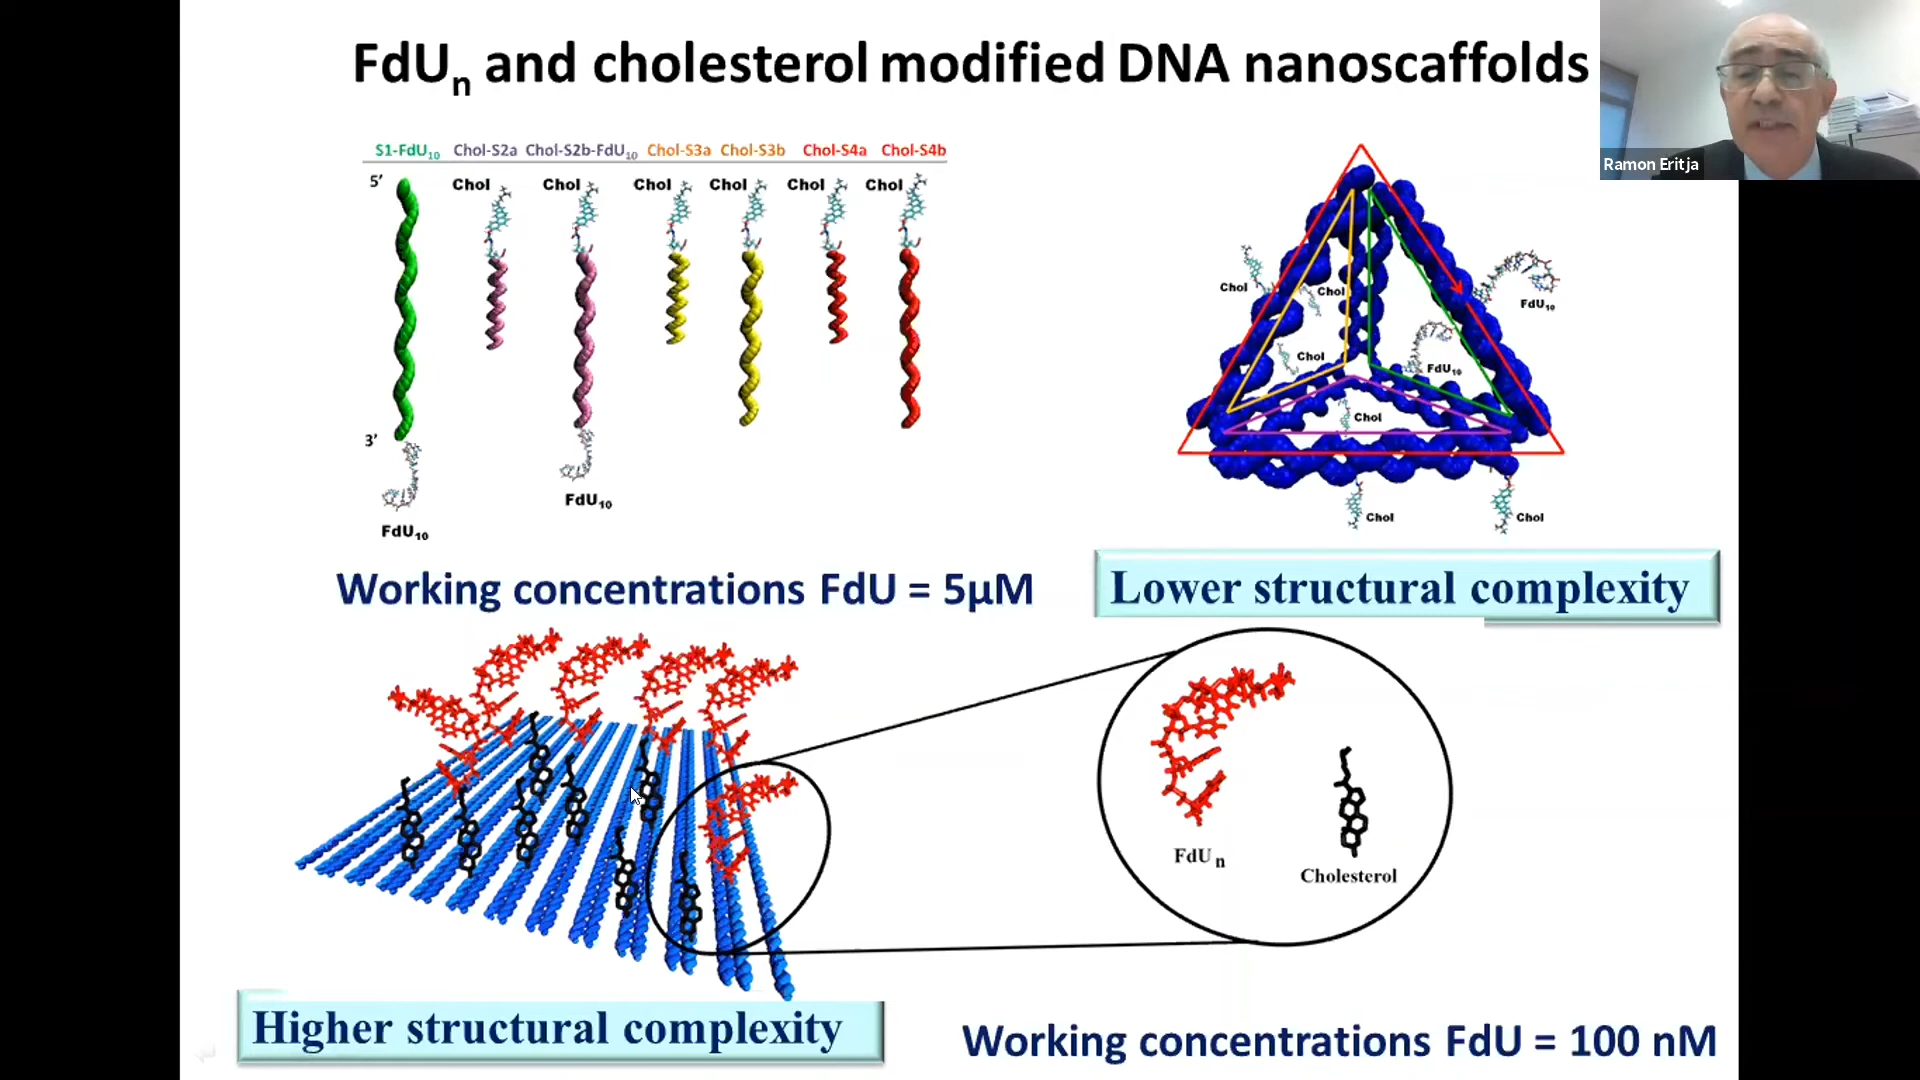 FdUn and cholesterol modified DNA nanoscaffolds
Ramon Eritja
S1-FdU10 Chol-S2a Chol-S2b-FdU10 Chol-S3a Chol-S3b Chol-S4a Chol-S4b
5’ Chol Chol Chol Chol Chol Chol
3’
FdU10
FdU10
Chol
Chol
FdU10
Chol
FdU10
Chol
Chol
Chol
Working concentrations FdU = 5µM
Lower structural complexity
FdU n
Cholesterol
Higher structural complexity
Working concentrations FdU = 100 nM